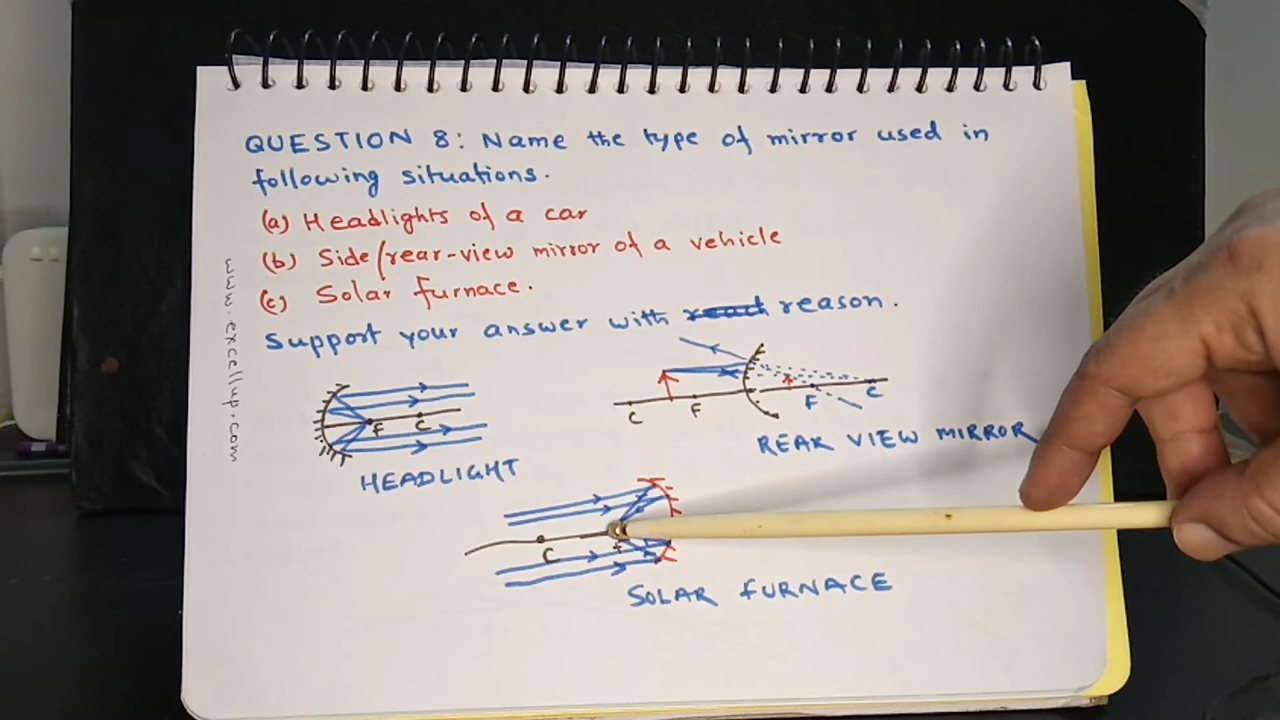 QUESTION 8: Name the type of mirror used in
following situations.
(a) Headlights of a car
(b) Side/rear-view mirror of a vehicle
(c) Solar furnace.
Support your answer with reason.
www.excellup.com
F C
HEADLIGHT
C F F C
REAR VIEW MIRROR
C F
SOLAR FURNACE